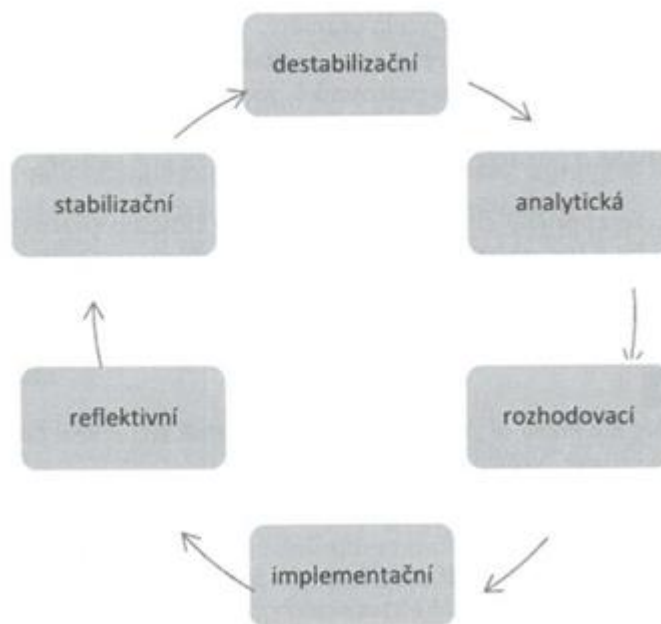 destabilizační
analytická
rozhodovací
implementační
reflektivní
stabilizační